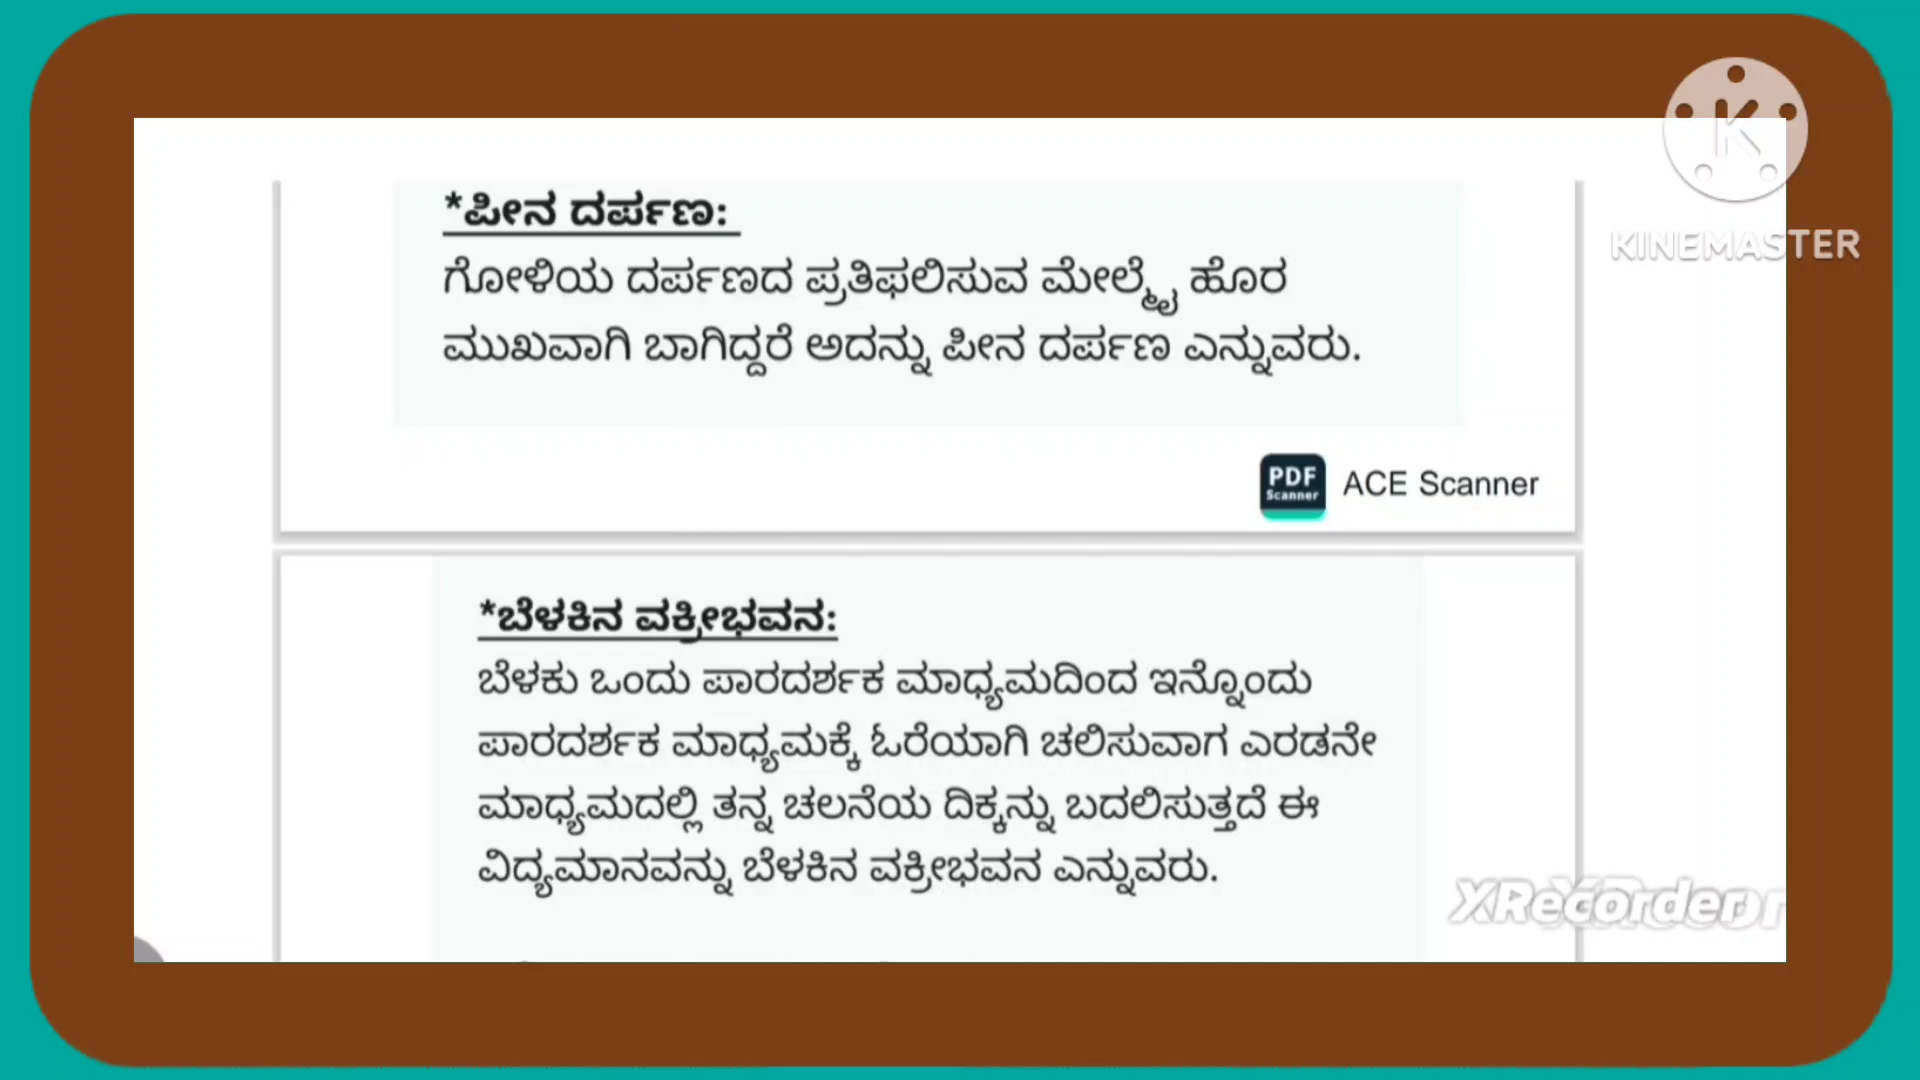 *ಪೀನ ದರ್ಪಣ:
ಗೋಳಿಯ ದರ್ಪಣದ ಪ್ರತಿಫಲಿಸುವ ಮೇಲ್ಮೈ ಹೊರ
ಮುಖವಾಗಿ ಬಾಗಿದ್ದರೆ ಅದನ್ನು ಪೀನ ದರ್ಪಣ ಎನ್ನುವರು.
KINEMASTER
PDF
Scanner
ACE Scanner
*ಬೆಳಕಿನ ವಕ್ರೀಭವನ:
ಬೆಳಕು ಒಂದು ಪಾರದರ್ಶಕ ಮಾಧ್ಯಮದಿಂದ ಇನ್ನೊಂದು
ಪಾರದರ್ಶಕ ಮಾಧ್ಯಮಕ್ಕೆ ಓರೆಯಾಗಿ ಚಲಿಸುವಾಗ ಎರಡನೇ
ಮಾಧ್ಯಮದಲ್ಲಿ ತನ್ನ ಚಲನೆಯ ದಿಕ್ಕನ್ನು ಬದಲಿಸುತ್ತದೆ ಈ
ವಿದ್ಯಮಾನವನ್ನು ಬೆಳಕಿನ ವಕ್ರೀಭವನ ಎನ್ನುವರು.
XRecorder